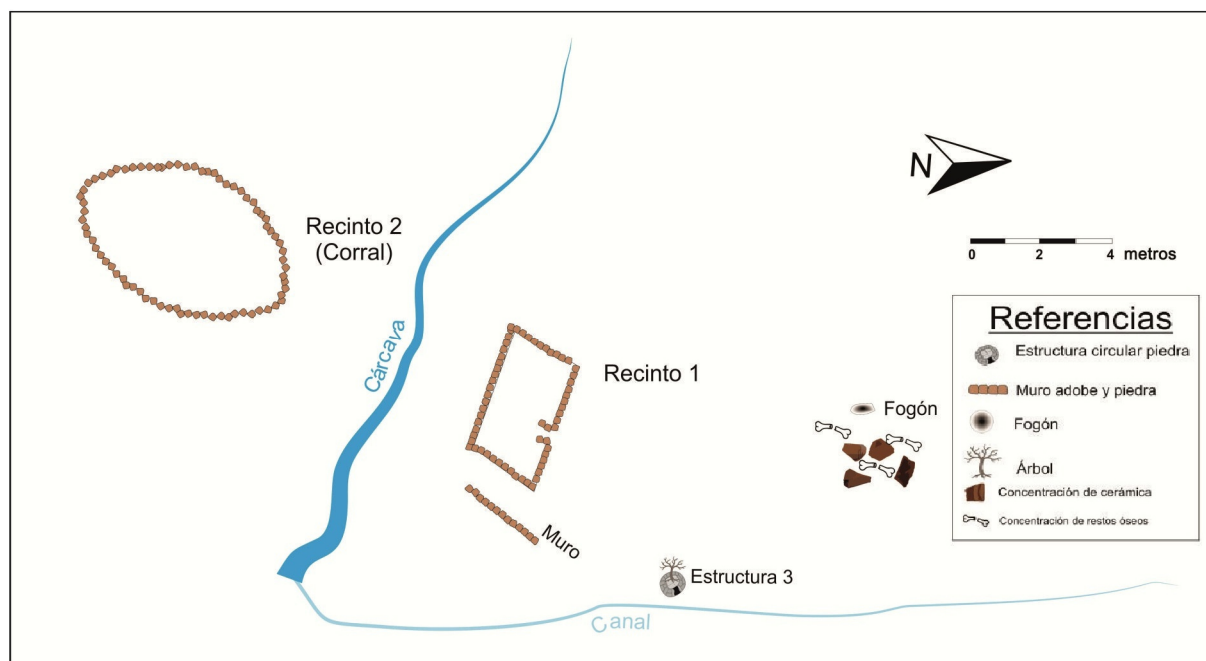 N
0 2 4 metros
Recinto 2
(Corral)
Cárcava
Recinto 1
Fogón
Muro
Estructura 3
Canal
Referencias
Estructura circular piedra
Muro adobe y piedra
Fogón
Árbol
Concentración de cerámica
Concentración de restos óseos